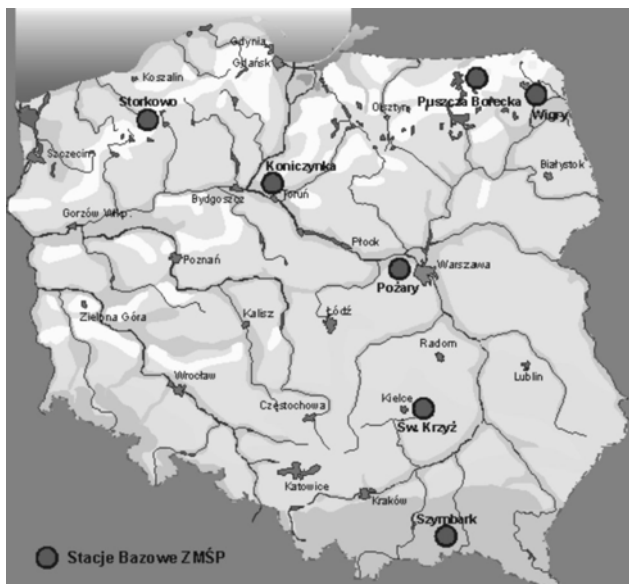 Gdynia
Gdańsk
Koszalin
Storkowo
Puszcza Borecka
Olsztyn
Wigry
Szczecin
Koniczynka
Białystok
Bydgoszcz
Toruń
Gorzów Wlkp.
Płock
Poznań
Warszawa
Pożary
Zielona Góra
Kalisz
Łódź
Radom
Wrocław
Lublin
Kielce
Częstochowa
Św. Krzyż
Katowice
Kraków
Szymbark
Stacje Bazowe ZMŚP